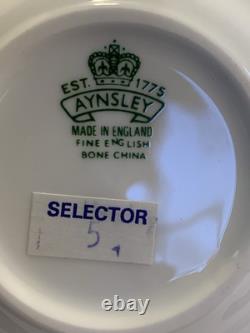 EST. 1775
AYNSLEY
MADE IN ENGLAND
FINE ENGLISH
BONE CHINA
SELECTOR
5